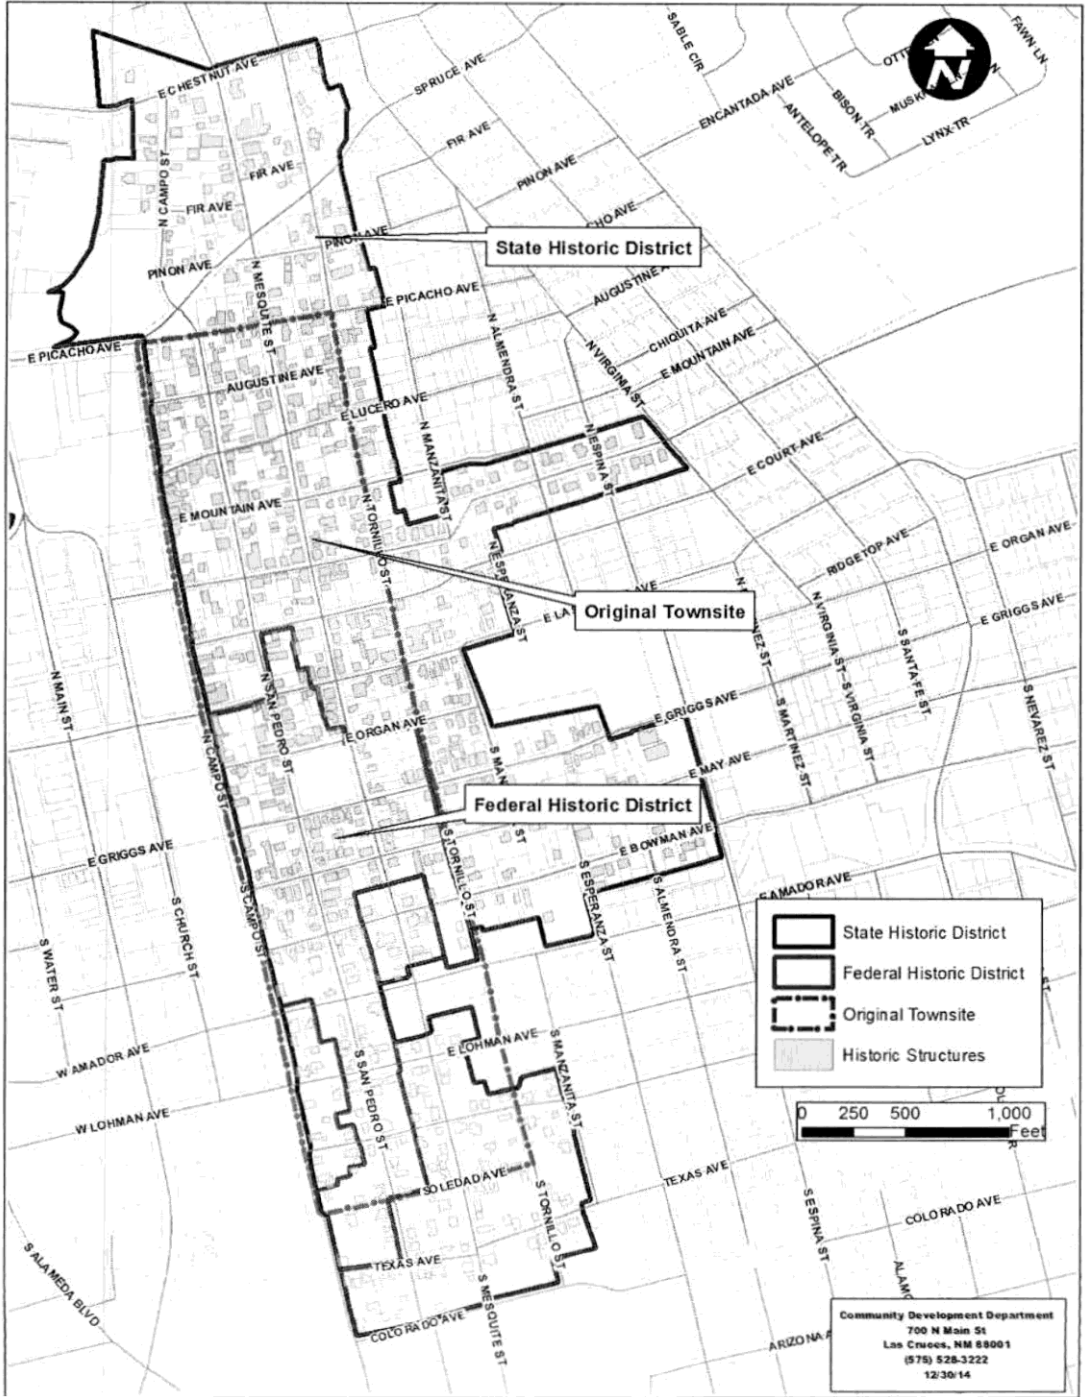 SABLE CIR
FAWN LN
N
E CHESTNUT AVE
SPRUCE AVE
ENCANTADA AVE
BISON TR
ANTELOPE TR
LYNX TR
FIR AVE
FIR AVE
PINON AVE
N CAMPO ST
FIR AVE
PINON AVE
State Historic District
PINON AVE
N MESQUITE ST
E PICACHO AVE
CHIQUITA AVE
E MOUNTAIN AVE
N ALMENDRA ST
N VIRGINIA ST
E PICACHO AVE
AUGUSTINE AVE
E LUCERO AVE
N MANZANITA ST
N ESPINA ST
E COURT AVE
E MOUNTAIN AVE
N TORNILLO ST
RIDGETOP AVE
E ORGAN AVE
Original Townsite
E GRIGGS AVE
N VIRGINIA ST
S VIRGINIA ST
S SANTA FE ST
N MAIN ST
N SAN PEDRO ST
E ORGAN AVE
E GRIGGS AVE
S MARTINEZ ST
S NEVAREZ ST
N CAMPO ST
E MAY AVE
Federal Historic District
E BOWMAN AVE
E GRIGGS AVE
S TORNILLO ST
S CHURCH ST
S CAMPO ST
S ESPERANZA ST
S ALMENDRA ST
S WATER ST
State Historic District
Federal Historic District
Original Townsite
Historic Structures
W AMADOR AVE
E LOHMAN AVE
S MANZANITA ST
S SAN PEDRO ST
W LOHMAN AVE
0 250 500 1,000
Feet
SOLEDAD AVE
TEXAS AVE
S TORNILLO ST
S ESPINA ST
COLORADO AVE
S ALAMEDA BLVD
TEXAS AVE
S MESQUITE ST
COLORADO AVE
Community Development Department
700 N Main St
Las Cruces, NM 88001
(575) 528-3222
12/30/14